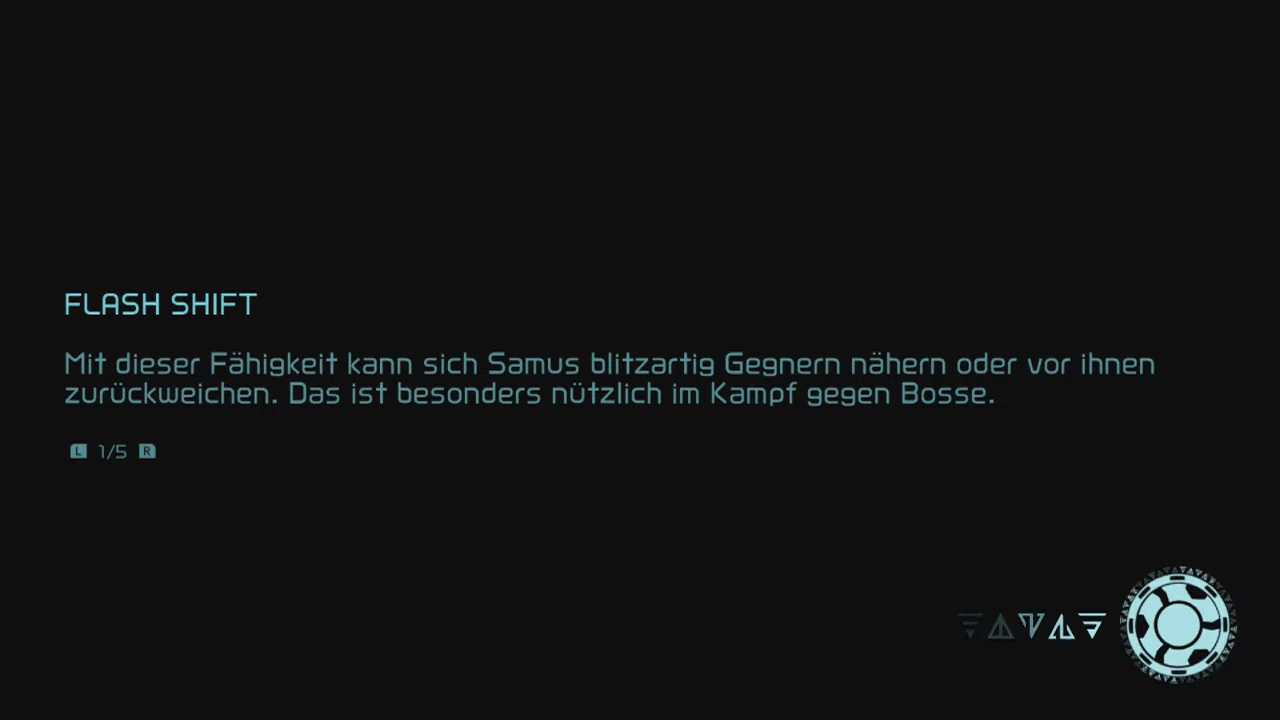 FLASH SHIFT
Mit dieser Fähigkeit kann sich Samus blitzartig Gegnern nähern oder vor ihnen
zurückweichen. Das ist besonders nützlich im Kampf gegen Bosse.
L 1/5 R